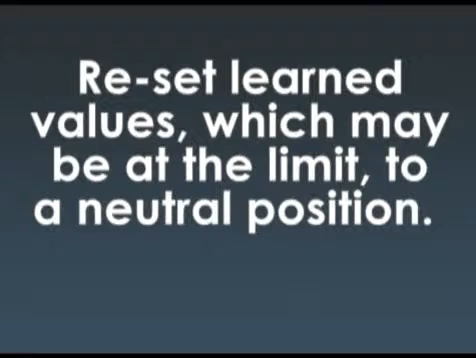 Re-set learned
values, which may
be at the limit, to
a neutral position.